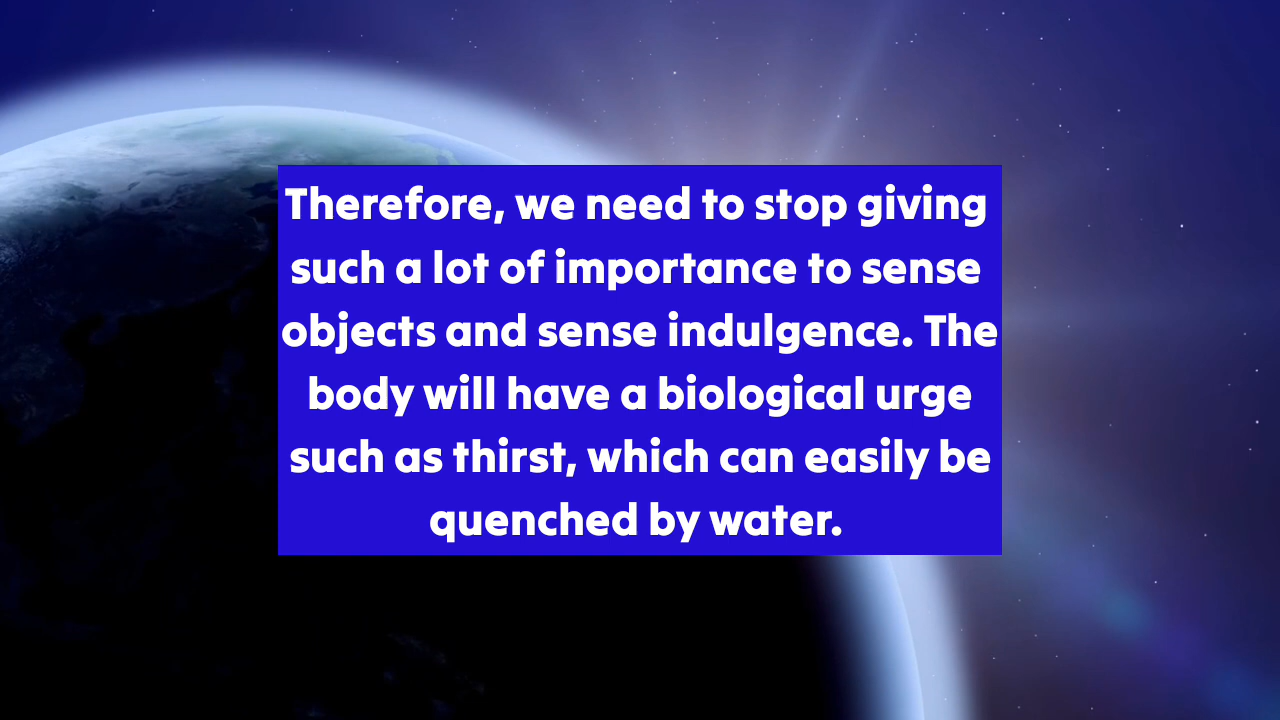 Therefore, we need to stop giving
such a lot of importance to sense
objects and sense indulgence. The
body will have a biological urge
such as thirst, which can easily be
quenched by water.